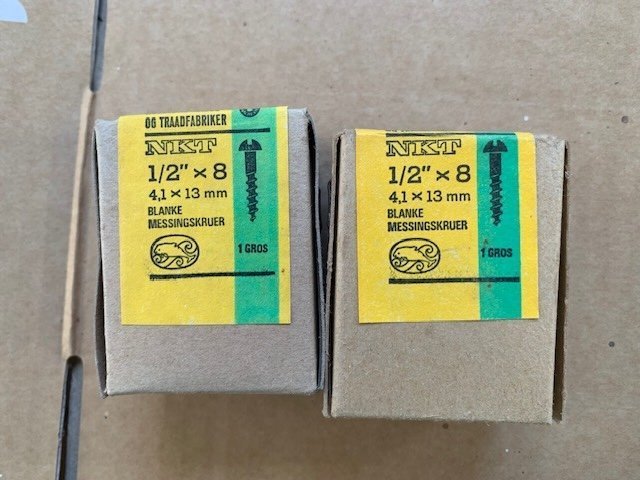 OG TRAADFABRIKER
NKT
1/2" × 8
4,1 × 13 mm
BLANKE
MESSINGSKRUER
1 GROS
NKT
1/2" × 8
4,1 × 13 mm
BLANKE
MESSINGSKRUER
1 GROS